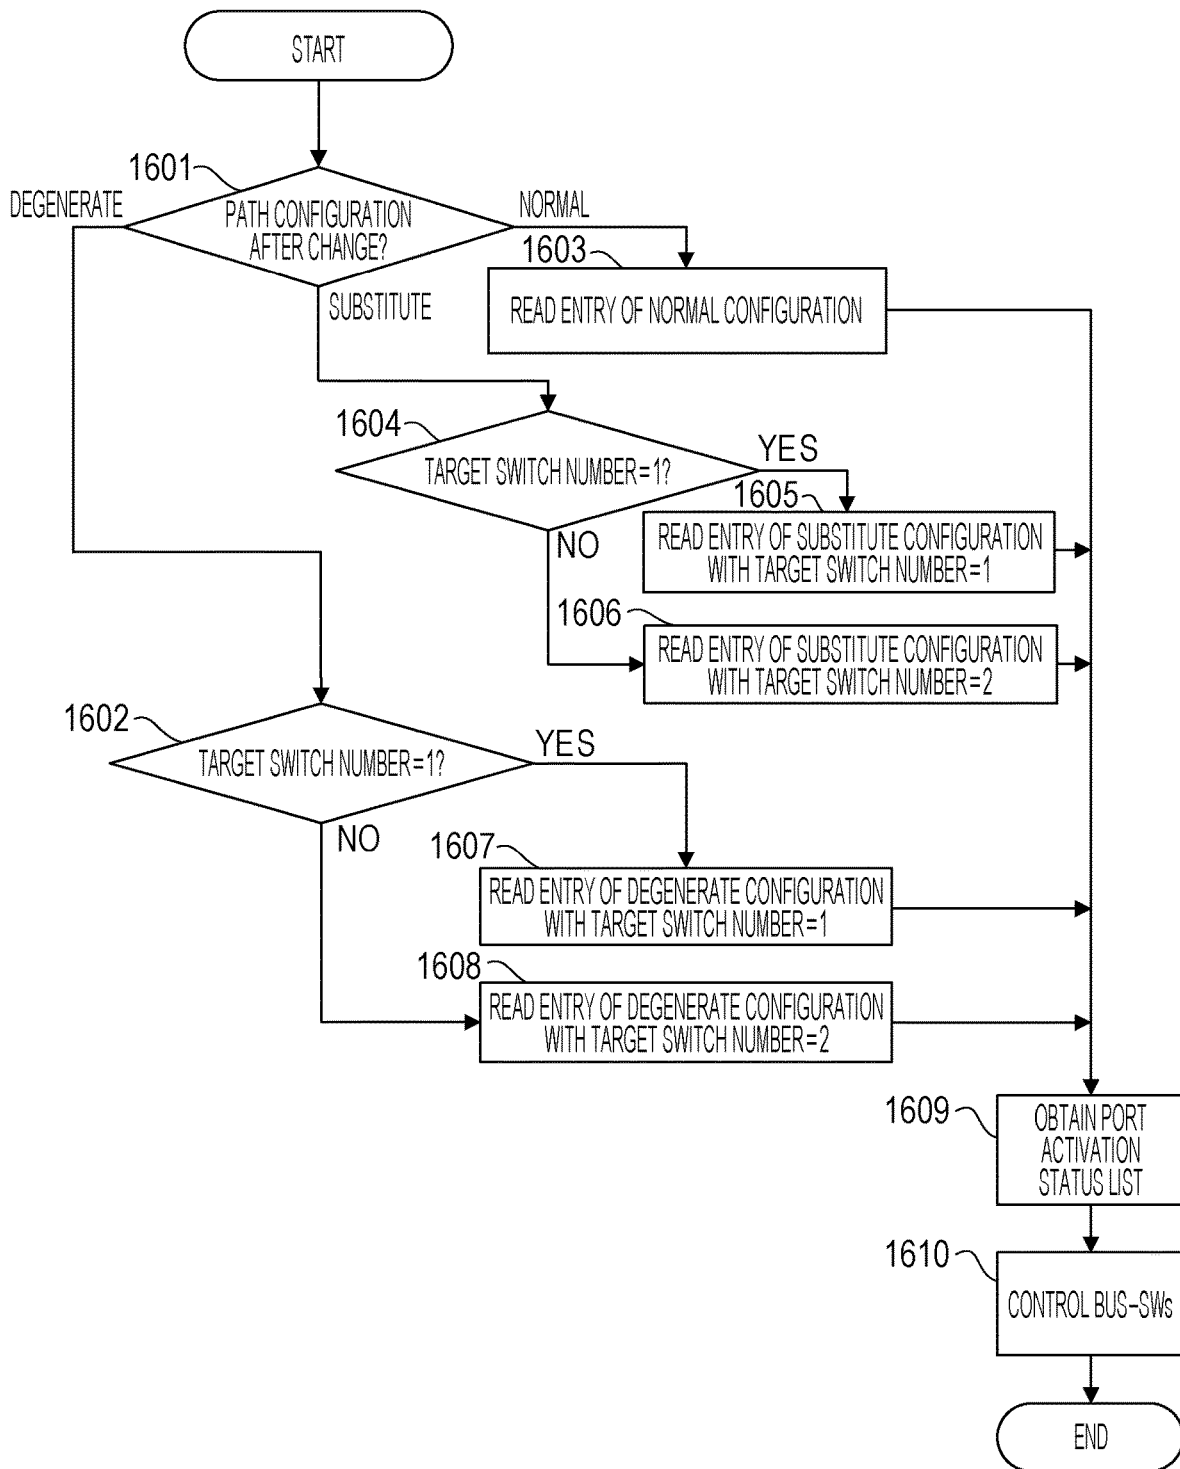 START
1601
DEGENERATE
NORMAL
PATH CONFIGURATION
AFTER CHANGE?
SUBSTITUTE
1603
READ ENTRY OF NORMAL CONFIGURATION
1604
TARGET SWITCH NUMBER=1?
YES
NO
1605
READ ENTRY OF SUBSTITUTE CONFIGURATION
WITH TARGET SWITCH NUMBER=1
1606
READ ENTRY OF SUBSTITUTE CONFIGURATION
WITH TARGET SWITCH NUMBER=2
1602
TARGET SWITCH NUMBER=1?
YES
NO
1607
READ ENTRY OF DEGENERATE CONFIGURATION
WITH TARGET SWITCH NUMBER=1
1608
READ ENTRY OF DEGENERATE CONFIGURATION
WITH TARGET SWITCH NUMBER=2
1609
OBTAIN PORT
ACTIVATION
STATUS LIST
1610
CONTROL BUS-SWs
END